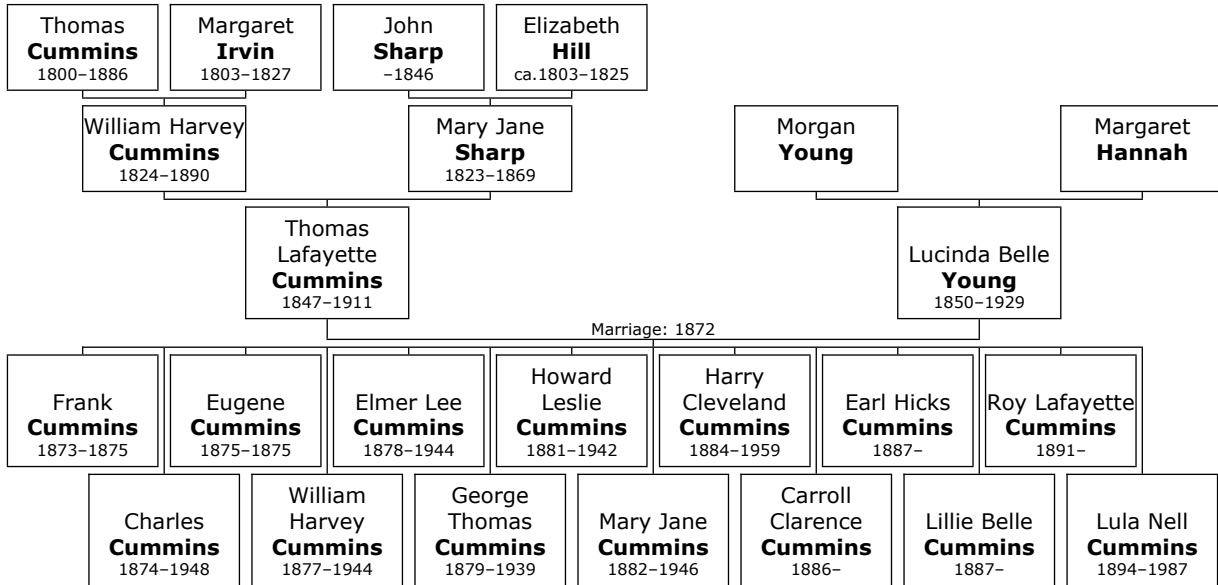 Thomas
Cummins
1800–1886
Margaret
Irvin
1803–1827
John
Sharp
–1846
Elizabeth
Hill
ca.1803–1825
William Harvey
Cummins
1824–1890
Mary Jane
Sharp
1823–1869
Morgan
Young
Margaret
Hannah
Thomas
Lafayette
Cummins
1847–1911
Lucinda Belle
Young
1850–1929
Marriage: 1872
Frank
Cummins
1873–1875
Eugene
Cummins
1875–1875
Elmer Lee
Cummins
1878–1944
Howard
Leslie
Cummins
1881–1942
Harry
Cleveland
Cummins
1884–1959
Earl Hicks
Cummins
1887–
Roy Lafayette
Cummins
1891–
Charles
Cummins
1874–1948
William
Harvey
Cummins
1877–1944
George
Thomas
Cummins
1879–1939
Mary Jane
Cummins
1882–1946
Carroll
Clarence
Cummins
1886–
Lillie Belle
Cummins
1887–
Lula Nell
Cummins
1894–1987